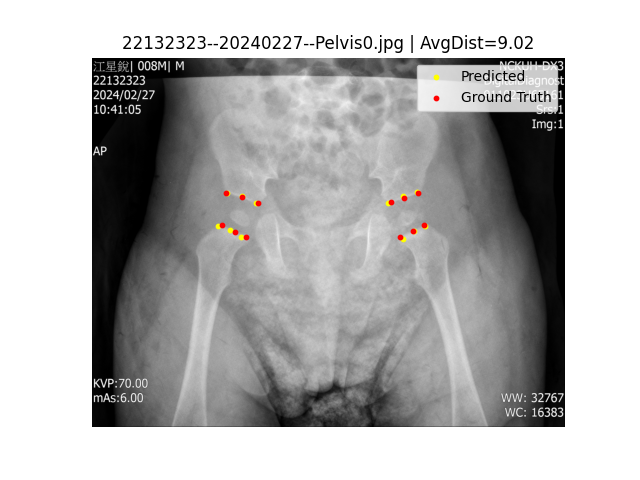 22132323--20240227--Pelvis0.jpg | AvgDist=9.02
江星銳| 008M| M
22132323
2024/02/27
10:41:05
AP
NCKUH-DX3
Predicted
Ground Truth
Srs:1
Img:1
KVP:70.00
mAs:6.00
WW: 32767
WC: 16383